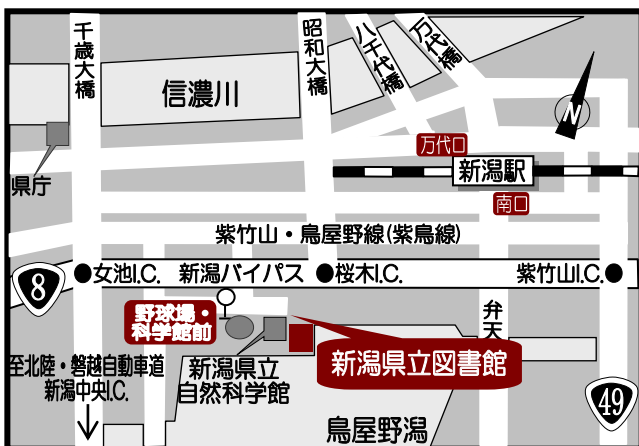 千歳大橋
昭和大橋
八千代橋
万代橋
信濃川
N
万代口
新潟駅
県庁
南口
紫竹山・鳥屋野線(紫鳥線)
8
女池I.C.
新潟バイパス
桜木I.C.
紫竹山I.C.
野球場・
科学館前
弁天
新潟県立
自然科学館
新潟県立図書館
至北陸・磐越自動車道
新潟中央I.C.
鳥屋野潟
49